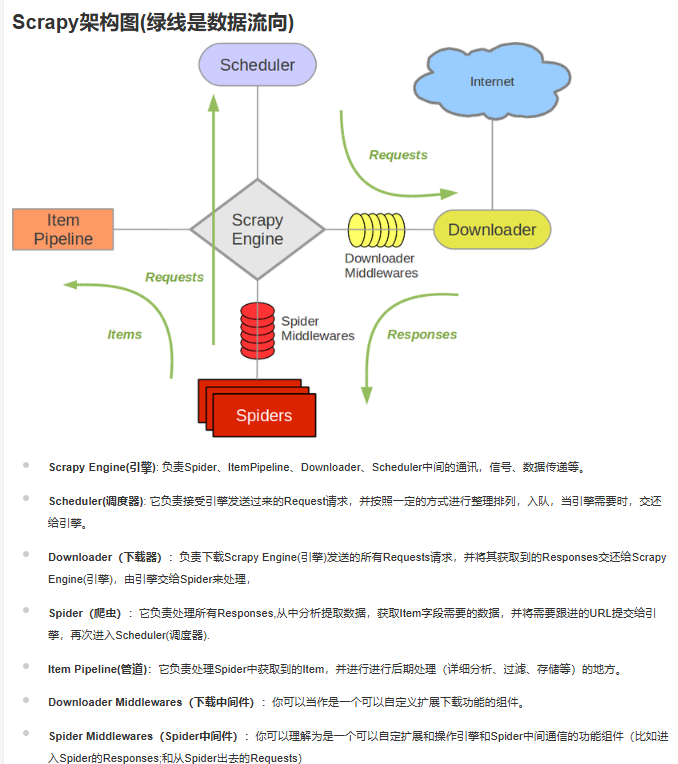 Scrapy架构图(绿线是数据流向)
Scheduler
Internet
Requests
Item
Pipeline
Scrapy
Engine
Downloader
Downloader
Middlewares
Requests
Items
Spider
Middlewares
Responses
Spiders
Scrapy Engine(引擎): 负责Spider、ItemPipeline、Downloader、Scheduler中间的通讯，信号、数据传递等。
Scheduler(调度器): 它负责接受引擎发送过来的Request请求，并按照一定的方式进行整理排列，入队，当引擎需要时，交还
给引擎。
Downloader（下载器）：负责下载Scrapy Engine(引擎)发送的所有Requests请求，并将其获取到的Responses交还给Scrapy
Engine(引擎)，由引擎交给Spider来处理，
Spider（爬虫）：它负责处理所有Responses,从中分析提取数据，获取Item字段需要的数据，并将需要跟进的URL提交给引
擎，再次进入Scheduler(调度器).
Item Pipeline(管道)：它负责处理Spider中获取到的Item，并进行进行后期处理（详细分析、过滤、存储等）的地方。
Downloader Middlewares（下载中间件）：你可以当作是一个可以自定义扩展下载功能的组件。
Spider Middlewares（Spider中间件）：你可以理解为是一个可以自定扩展和操作引擎和Spider中间通信的功能组件（比如进
入Spider的Responses;和从Spider出去的Requests）